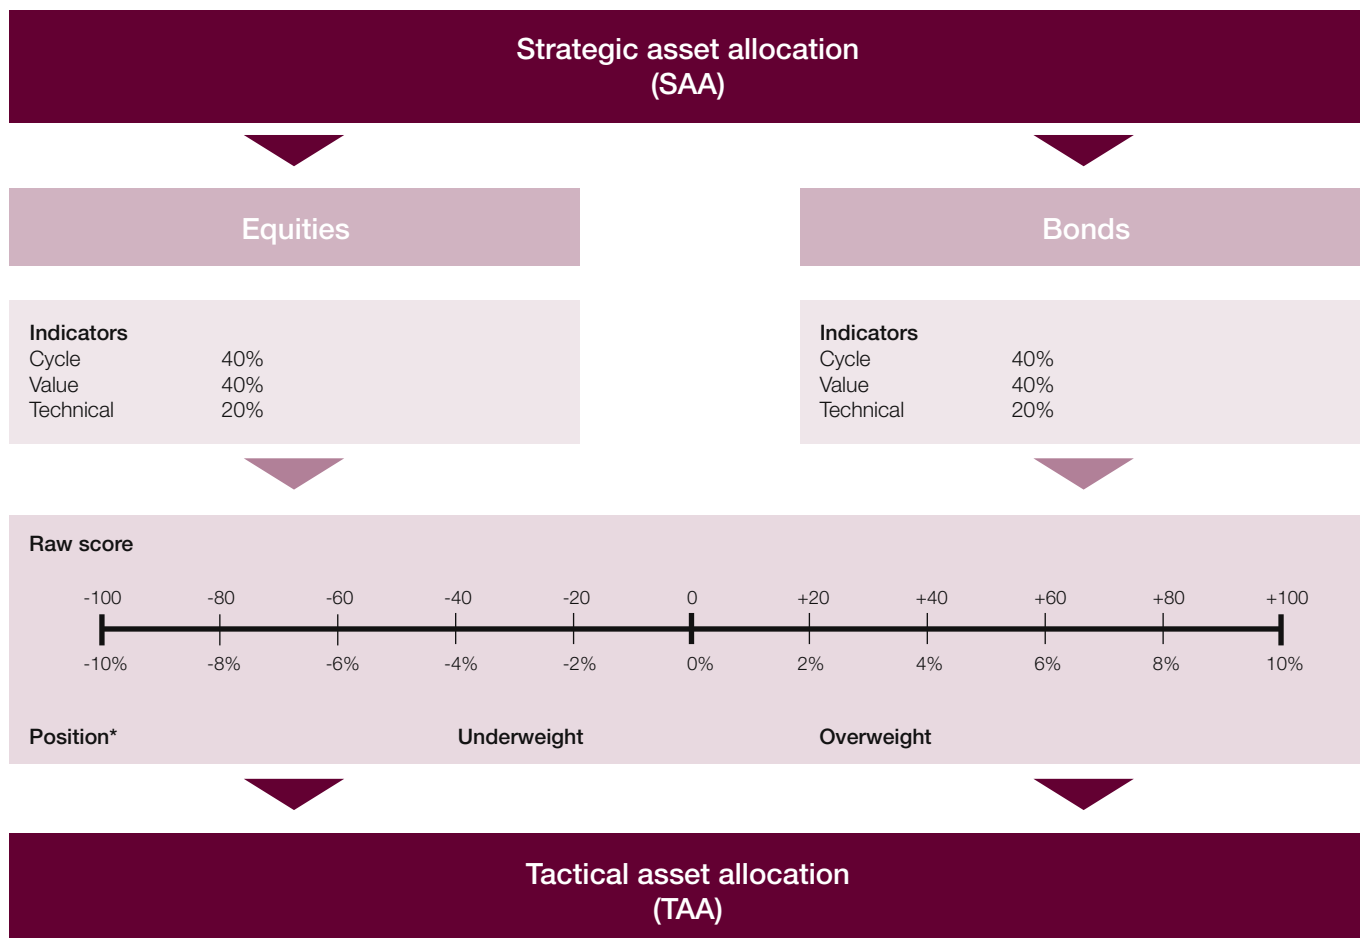 Strategic asset allocation
(SAA)
Equities
Bonds
Indicators
Cycle 40%
Value 40%
Technical 20%
Indicators
Cycle 40%
Value 40%
Technical 20%
Raw score
-100 -80 -60 -40 -20 0 +20 +40 +60 +80 +100
-10% -8% -6% -4% -2% 0% 2% 4% 6% 8% 10%
Position* Underweight Overweight
Tactical asset allocation
(TAA)